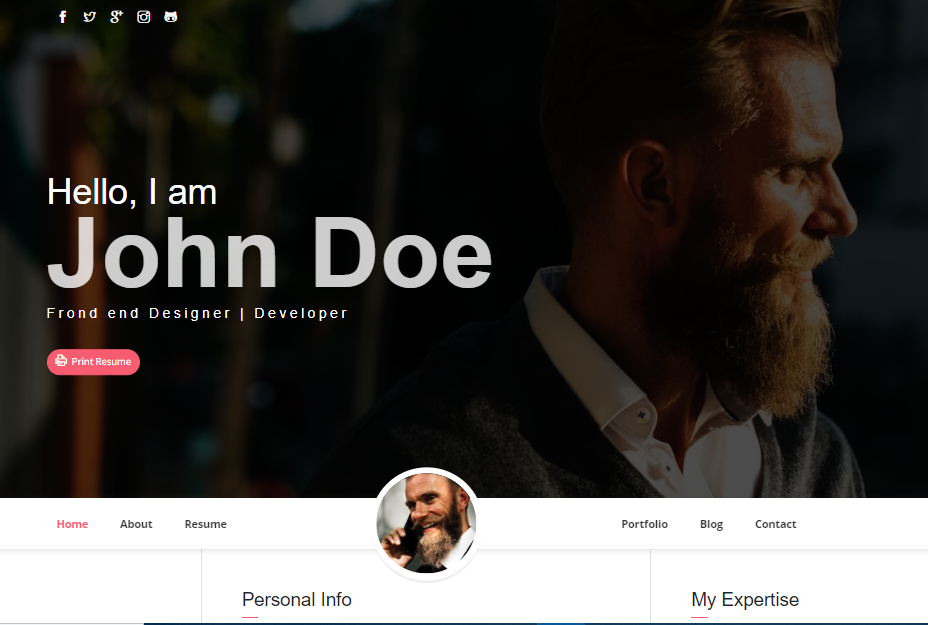 Hello, I am
John Doe
Frond end Designer | Developer
Print Resume
Home About Resume Portfolio Blog Contact
Personal Info My Expertise